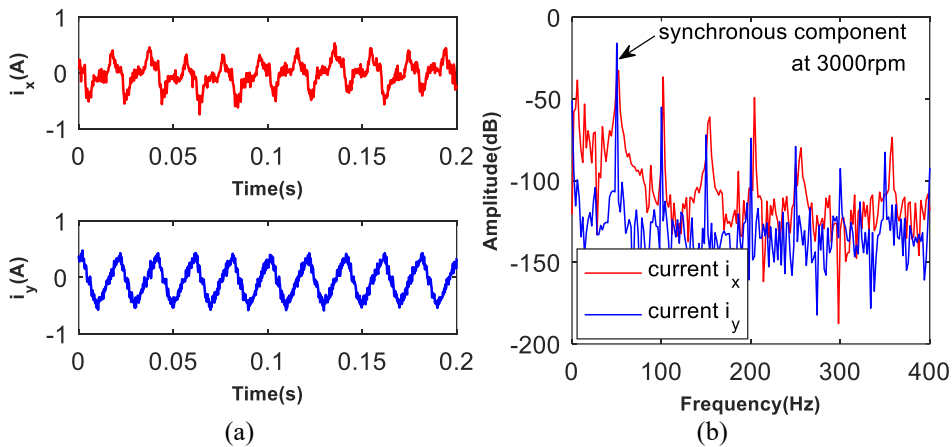 1
0
-1
i_x(A)
0
0.05
0.1
0.15
0.2
Time(s)
1
0
-1
i_y(A)
0
0.05
0.1
0.15
0.2
Time(s)
(a)
0
-50
-100
-150
-200
Amplitude(dB)
synchronous component
at 3000rpm
current i_x
current i_y
0
100
200
300
400
Frequency(Hz)
(b)